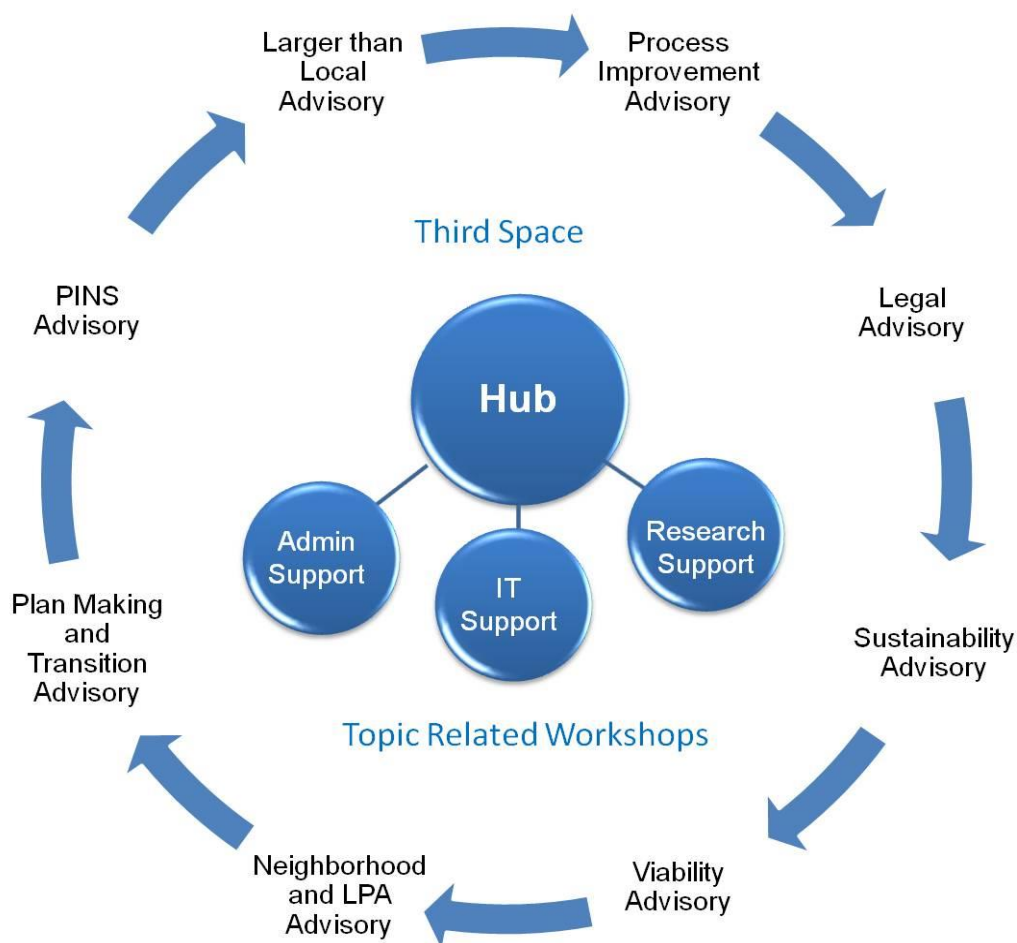 Larger than
Local
Advisory
Process
Improvement
Advisory
Third Space
PINS
Advisory
Legal
Advisory
Hub
Admin
Support
IT
Support
Research
Support
Plan Making
and
Transition
Advisory
Sustainability
Advisory
Topic Related Workshops
Neighborhood
and LPA
Advisory
Viability
Advisory